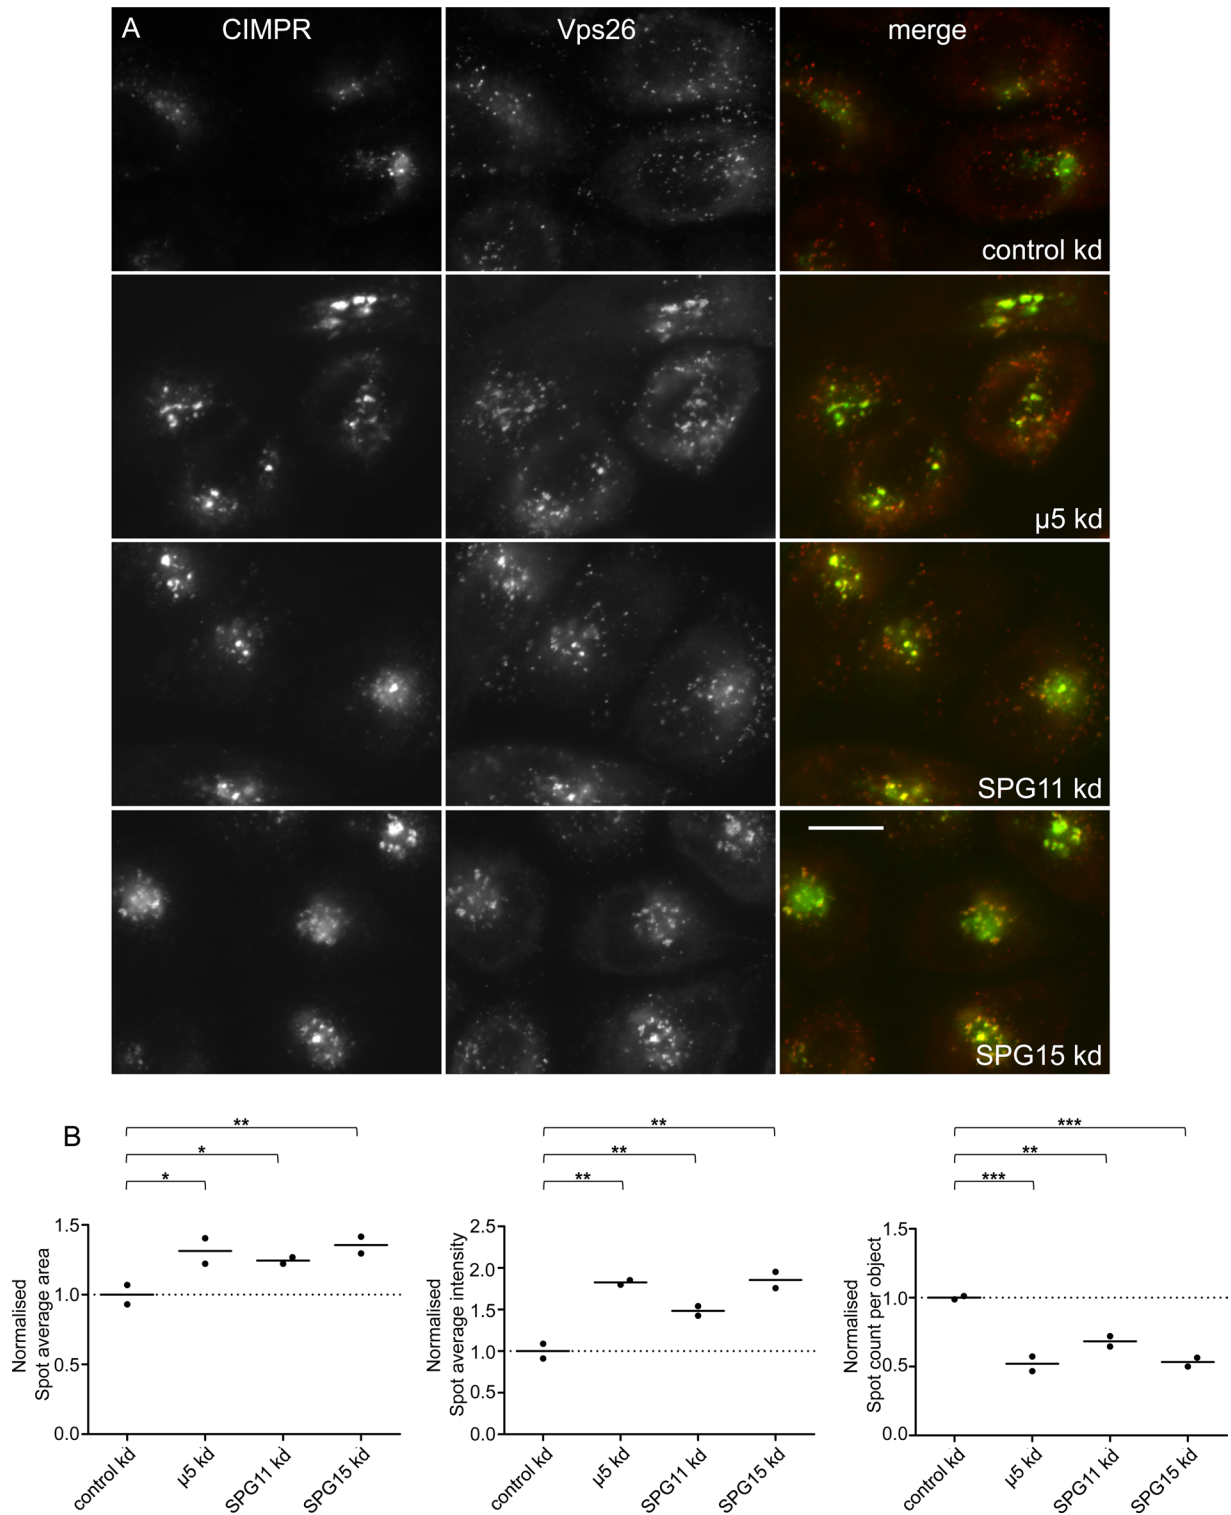 A
CIMPR
Vps26
merge
control kd
µ5 kd
SPG11 kd
SPG15 kd
B
**
*
*
Normalised
Spot average area
1.5
1.0
0.5
0.0
control kd
µ5 kd
SPG11 kd
SPG15 kd
**
**
**
Normalised
Spot average intensity
2.5
2.0
1.5
1.0
0.5
0.0
control kd
µ5 kd
SPG11 kd
SPG15 kd
***
**
***
Normalised
Spot count per object
1.5
1.0
0.5
0.0
control kd
µ5 kd
SPG11 kd
SPG15 kd